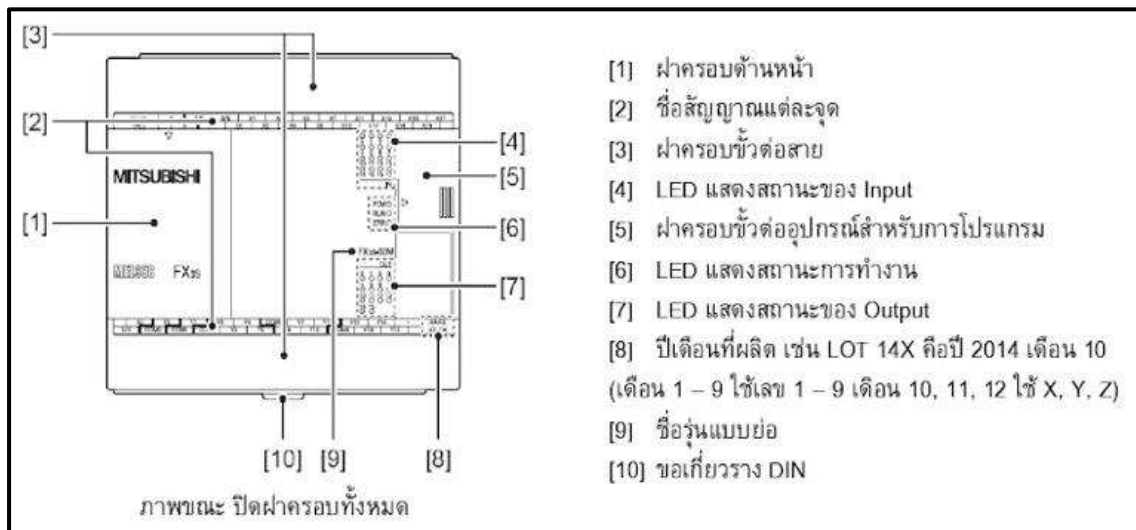 [3]
[2]
[4]
MITSUBISHI
[5]
[1]
[6]
FX3S
[7]
[10] [9] [8]
ภาพขณะ ปิดฝาครอบทั้งหมด
[1] ฝาครอบด้านหน้า
[2] ชื่อสัญญาณแต่ละจุด
[3] ฝาครอบขั้วต่อสาย
[4] LED แสดงสถานะของ Input
[5] ฝาครอบขั้วต่ออุปกรณ์สำหรับการโปรแกรม
[6] LED แสดงสถานะการทำงาน
[7] LED แสดงสถานะของ Output
[8] ปีเดือนที่ผลิต เช่น LOT 14X คือปี 2014 เดือน 10
(เดือน 1 – 9 ใช้เลข 1 – 9 เดือน 10, 11, 12 ใช้ X, Y, Z)
[9] ชื่อรุ่นแบบย่อ
[10] ขอเกี่ยวราง DIN